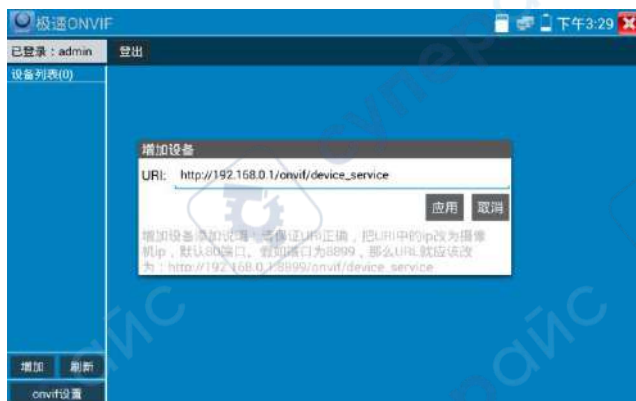 极速ONVIF
下午3:29
已登录：admin 登出
设备列表(0)
增加设备
URI: http://192.168.0.1/onvif/device_service
应用 取消
增加设备添加说明：请保证URI正确，把URI中的ip改为摄像
机ip，默认80端口，假如端口为8899，那么URL就应该改
为：http://192.168.0.1:8899/onvif/device_service
增加 刷新
onvif设置